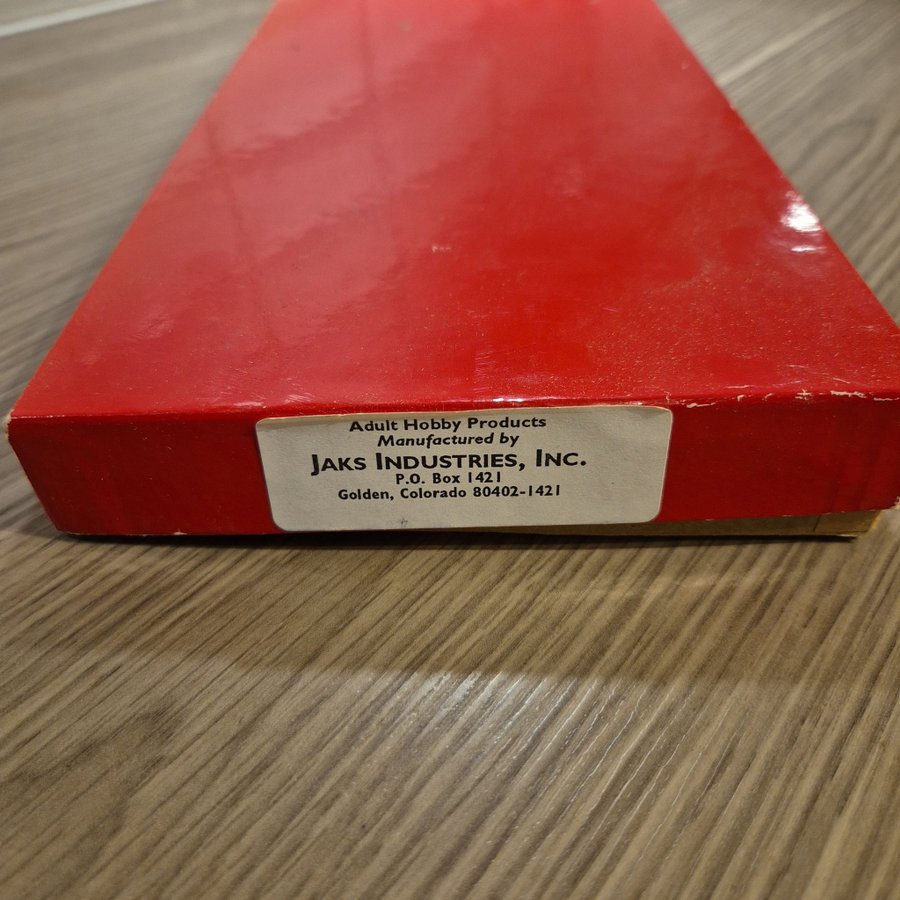 Adult Hobby Products
Manufactured by
JAKS INDUSTRIES, INC.
P.O. Box 1421
Golden, Colorado 80402-1421